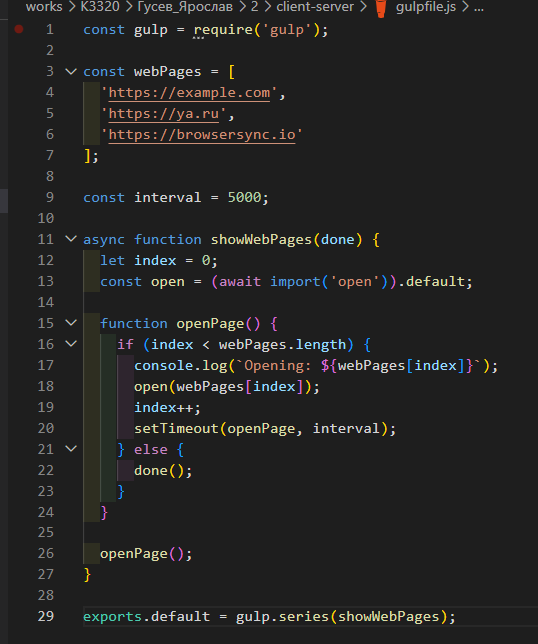 works > K3320 > Гусев_Ярослав > 2 > client-server > gulpfile.js > ...
1 const gulp = require('gulp');
2
3 const webPages = [
4   'https://example.com',
5   'https://ya.ru',
6   'https://browsersync.io'
7 ];
8
9 const interval = 5000;
10
11 async function showWebPages(done) {
12   let index = 0;
13   const open = (await import('open')).default;
14
15   function openPage() {
16     if (index < webPages.length) {
17       console.log(`Opening: ${webPages[index]}`);
18       open(webPages[index]);
19       index++;
20       setTimeout(openPage, interval);
21     } else {
22       done();
23     }
24   }
25
26   openPage();
27 }
28
29 exports.default = gulp.series(showWebPages);